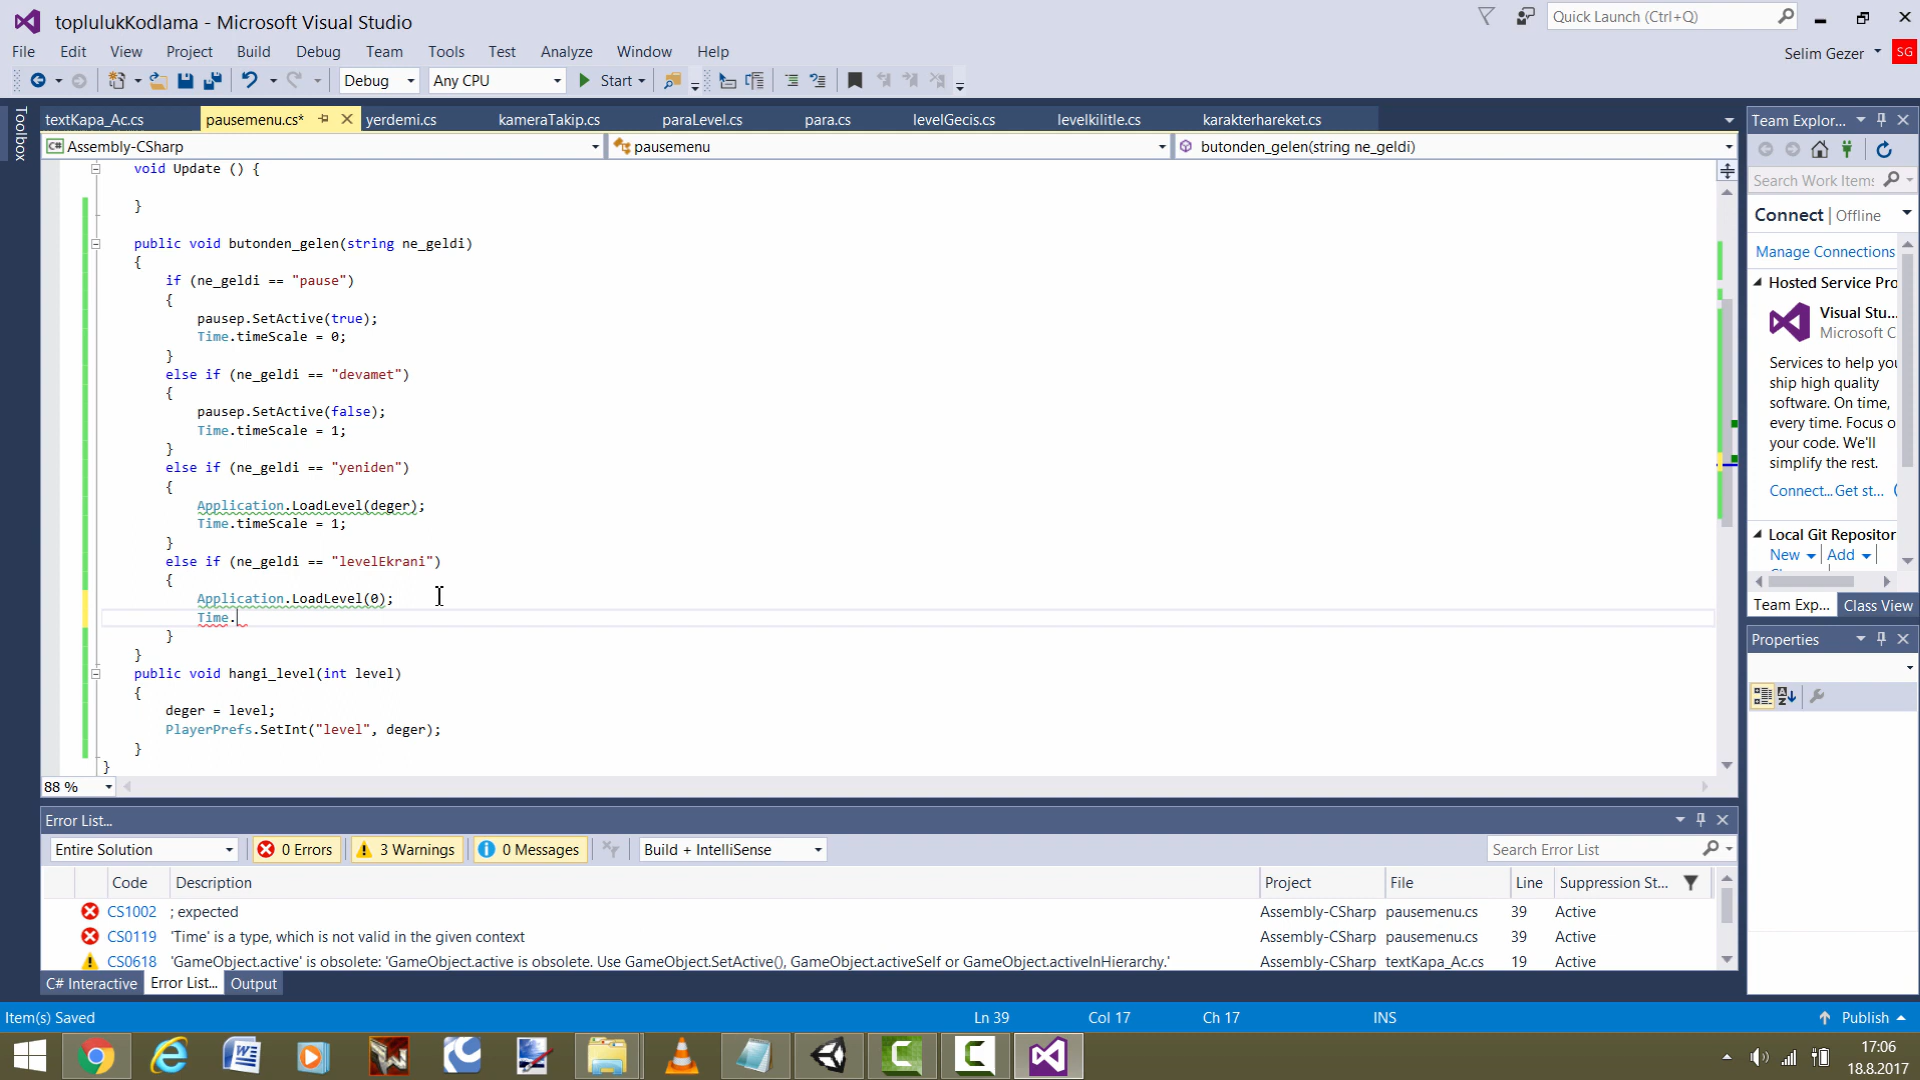 toplulukKodlama - Microsoft Visual Studio
Quick Launch (Ctrl+Q)
File Edit View Project Build Debug Team Tools Test Analyze Window Help
Selim Gezer SG
Debug Any CPU Start
Toolbox
textKapa_Ac.cs pausemenu.cs* yerdemi.cs kameraTakip.cs paraLevel.cs para.cs levelGecis.cs levelkilitle.cs karakterhareket.cs
Assembly-CSharp pausemenu butonden_gelen(string ne_geldi)
void Update () {
}
public void butonden_gelen(string ne_geldi)
{
if (ne_geldi == "pause")
{
pausep.SetActive(true);
Time.timeScale = 0;
}
else if (ne_geldi == "devamet")
{
pausep.SetActive(false);
Time.timeScale = 1;
}
else if (ne_geldi == "yeniden")
{
Application.LoadLevel(deger);
Time.timeScale = 1;
}
else if (ne_geldi == "levelEkrani")
{
Application.LoadLevel(0);
Time.
}
}
public void hangi_level(int level)
{
deger = level;
PlayerPrefs.SetInt("level", deger);
}
}
88 %
Team Explor...
Search Work Items
Connect | Offline
Manage Connections
Hosted Service Pro
Visual Stu...
Microsoft C
Services to help you
ship high quality
software. On time,
every time. Focus o
your code. We'll
simplify the rest.
Connect... Get st...
Local Git Repositor
New Add
Team Exp... Class View
Properties
Error List...
Entire Solution 0 Errors 3 Warnings 0 Messages Build + IntelliSense Search Error List
Code Description Project File Line Suppression St...
CS1002 ; expected Assembly-CSharp pausemenu.cs 39 Active
CS0119 'Time' is a type, which is not valid in the given context Assembly-CSharp pausemenu.cs 39 Active
CS0618 'GameObject.active' is obsolete: 'GameObject.active is obsolete. Use GameObject.SetActive(), GameObject.activeSelf or GameObject.activeInHierarchy.' Assembly-CSharp textKapa_Ac.cs 19 Active
C# Interactive Error List... Output
Item(s) Saved Ln 39 Col 17 Ch 17 INS Publish
17:06
18.8.2017